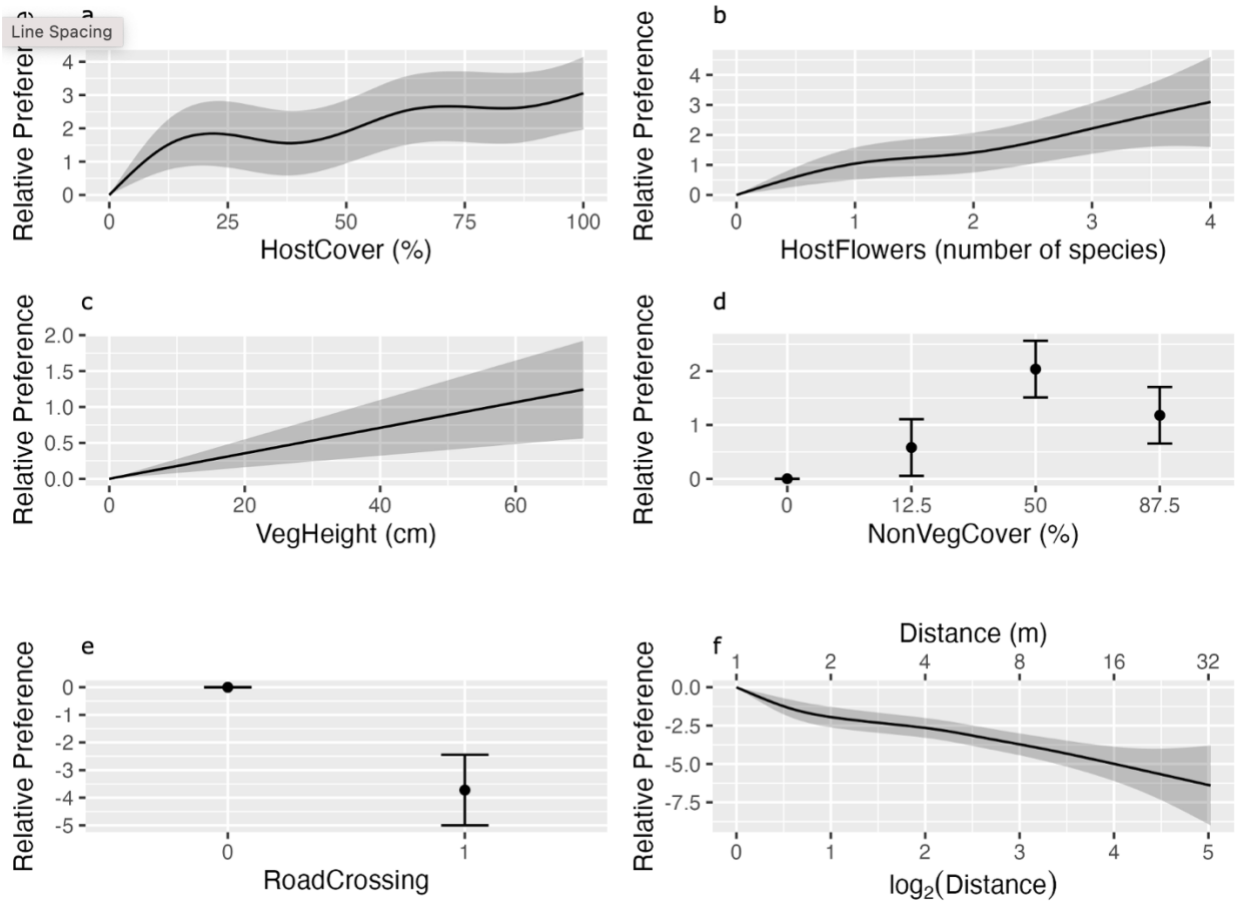 a
b
Line Spacing
Relative Preference
4
3
2
1
0
0 25 50 75 100
HostCover (%)
Relative Preference
4
3
2
1
0
0 1 2 3 4
HostFlowers (number of species)
c
Relative Preference
2.0
1.5
1.0
0.5
0.0
0 20 40 60
VegHeight (cm)
d
Relative Preference
2
1
0
0 12.5 50 87.5
NonVegCover (%)
e
Relative Preference
0
-1
-2
-3
-4
-5
0 1
RoadCrossing
f
Distance (m)
1 2 4 8 16 32
Relative Preference
0.0
-2.5
-5.0
-7.5
0 1 2 3 4 5
log₂(Distance)